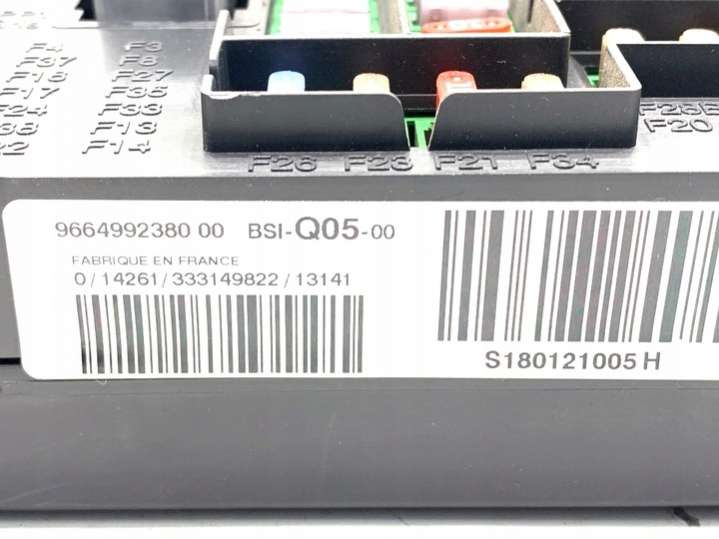 F4 F3
F37 F8
F16 F27
F17 F35
F24 F33
F13
F14
F26 F23 F21 F34
F20
9664992380 00 BSI-Q05-00
FABRIQUE EN FRANCE
0/14261/333149822/13141
S180121005H